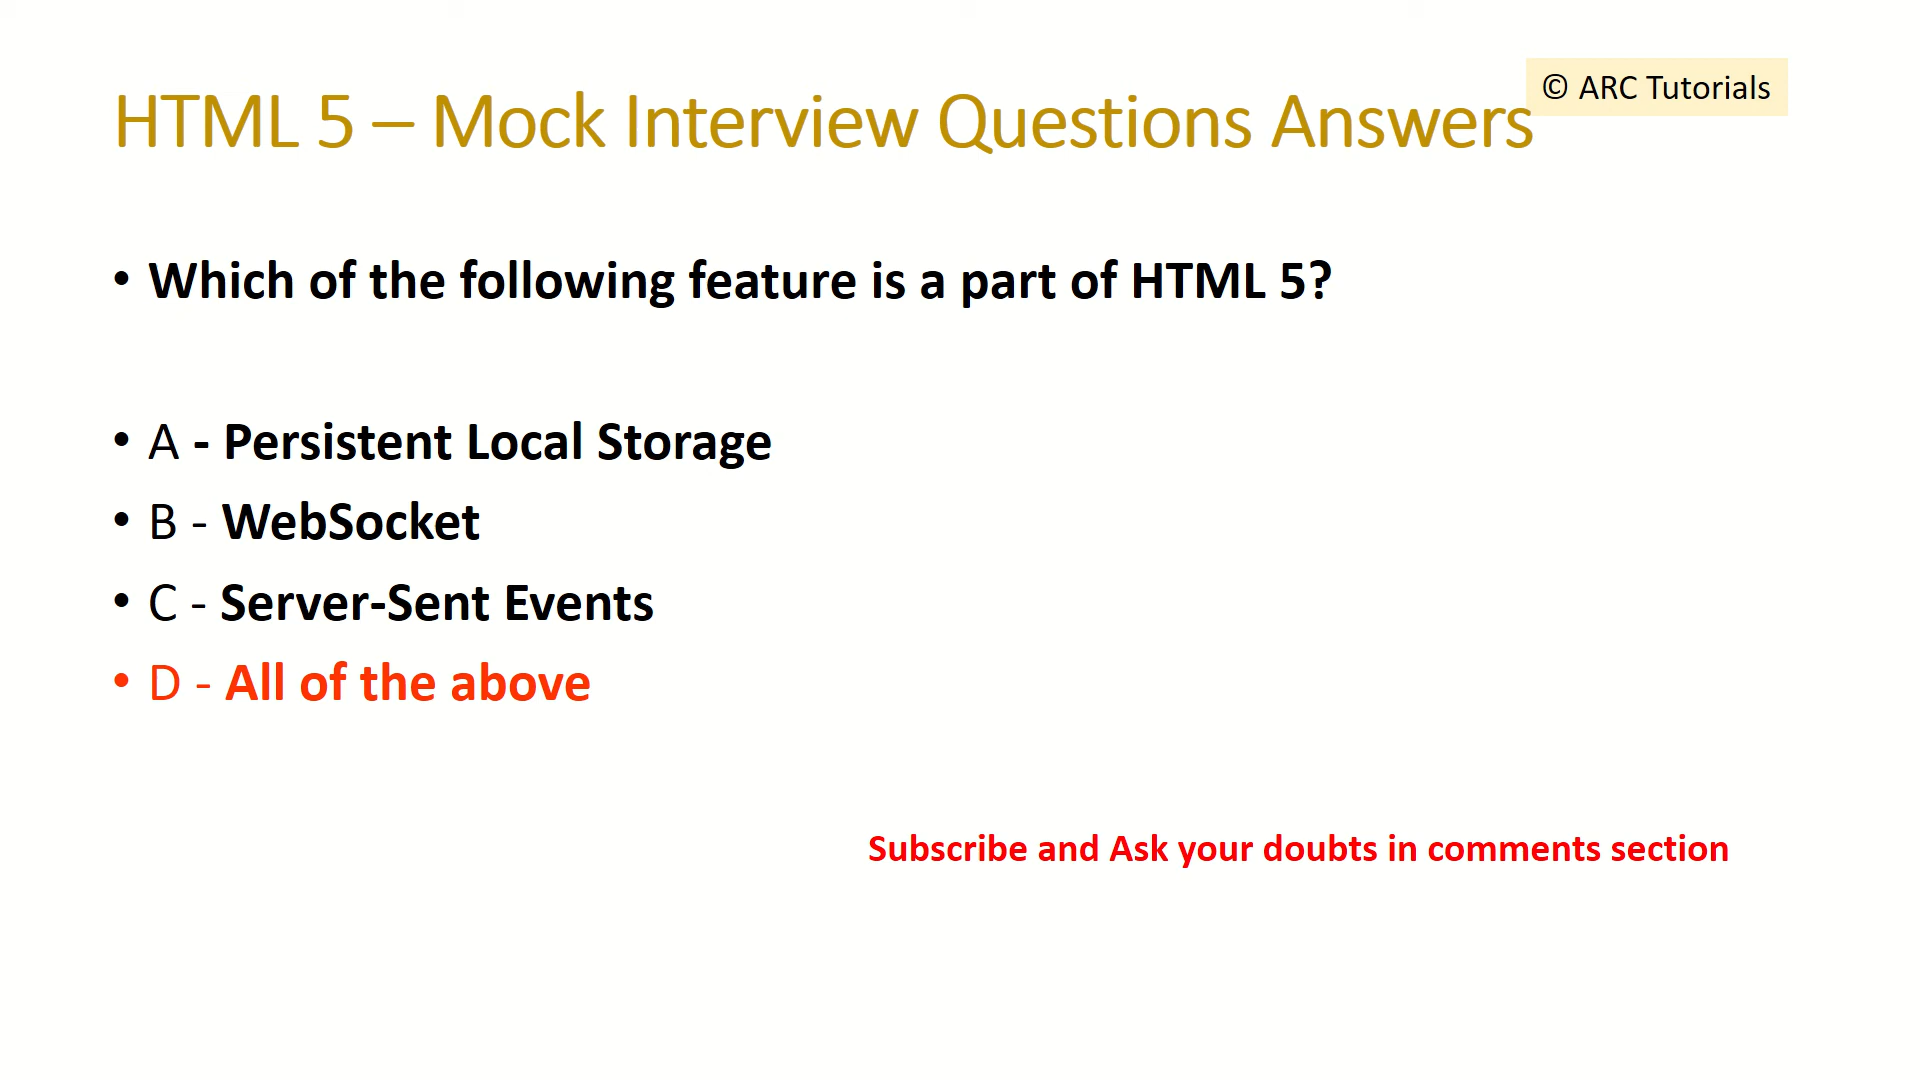 © ARC Tutorials
HTML 5 – Mock Interview Questions Answers
• Which of the following feature is a part of HTML 5?
• A - Persistent Local Storage
• B - WebSocket
• C - Server-Sent Events
• D - All of the above
Subscribe and Ask your doubts in comments section